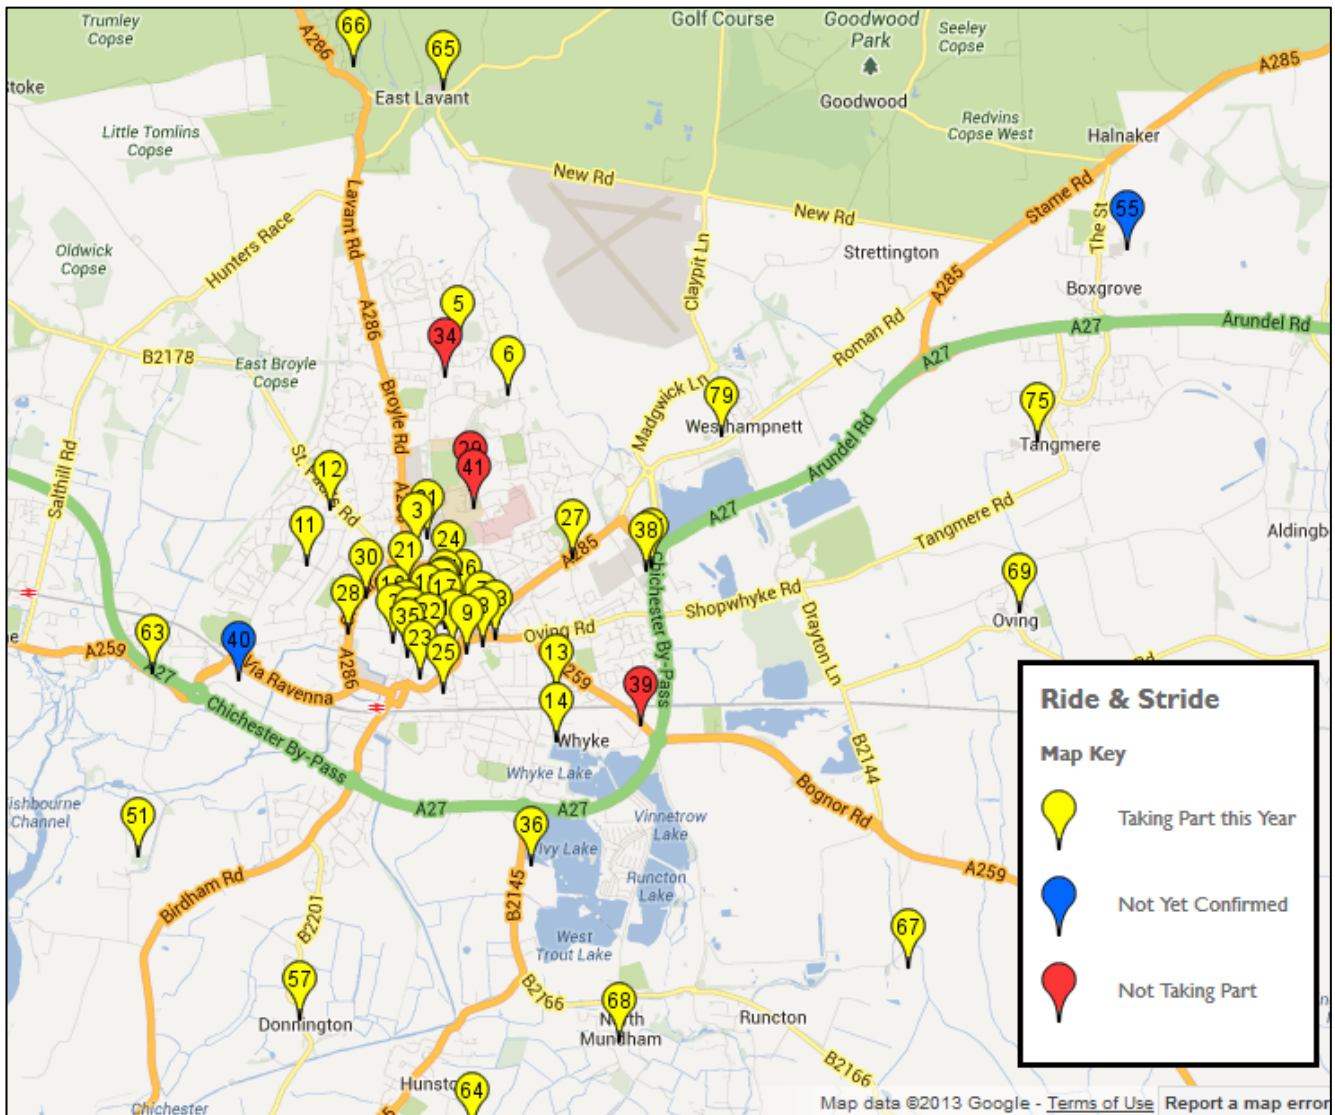 Trumley
Copse
66
A286
65
Golf Course
Goodwood
Park
Seeley
Copse
A285
East Lavant
Goodwood
Little Tomlins
Copse
Redvins
Copse West
Halnaker
New Rd
Lavant Rd
New Rd
Stame Rd
55
The St
Hunters Race
Oldwick
Copse
Strettington
Claypit Ln
A285
Boxgrove
5
A286
34
Roman Rd
A27
Arundel Rd
B2178
6
East Broyle
Copse
A27
Madgwick Ln
Broyle Rd
79
75
Westhampnett
Tangmere
Salthill Rd
12
41
Arundel Rd
3
11
27
38
A27
Tangmere Rd
24
21
30
A285
Chichester By-Pass
28
Shopwhyke Rd
69
Drayton Ln
Oving
35
22
9
Oving Rd
63
40
23
25
13
A259
A27
Via Ravenna
A286
39
14
Whyke
Chichester By-Pass
Whyke Lake
B2144
A27
A27
Bognor Rd
51
36
Vinnetrow
Lake
Ivy Lake
Birdham Rd
Runcton
Lake
A259
B2145
B2201
67
West
Trout Lake
57
B2166
68
Donnington
North
Mundham
Runcton
B2166
64
Chichester
Ride & Stride
Map Key
Taking Part this Year
Not Yet Confirmed
Not Taking Part
Map data ©2013 Google - Terms of Use Report a map error